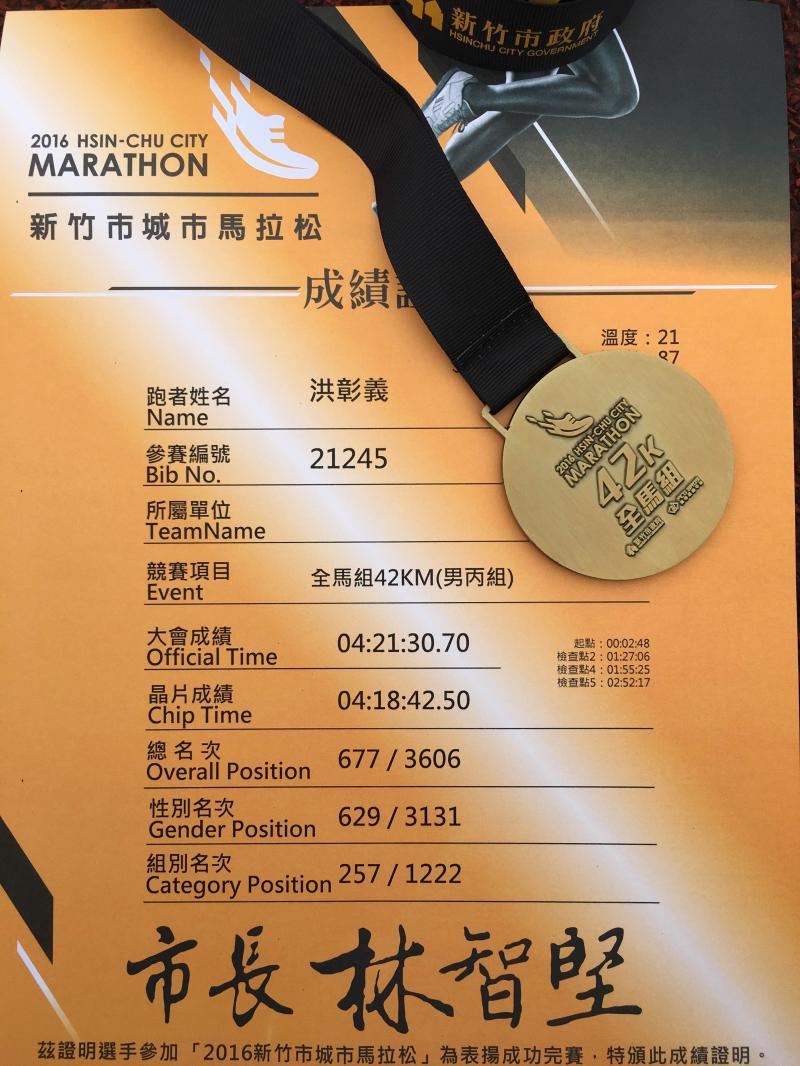 新竹市政府
HSINCHU CITY GOVERNMENT
2016 HSIN-CHU CITY
MARATHON
新竹市城市馬拉松
成績
溫度：21
87
跑者姓名 洪彰義
Name
參賽編號 21245
Bib No.
所屬單位
TeamName
競賽項目 全馬組42KM(男丙組)
Event
2016 HSIN-CHU CITY
MARATHON
42K
全馬組
新竹市政府
大會成績 04:21:30.70
Official Time
起點：00:02:48
檢查點2：01:27:06
檢查點4：01:55:25
檢查點5：02:52:17
晶片成績 04:18:42.50
Chip Time
總名次 677 / 3606
Overall Position
性別名次 629 / 3131
Gender Position
組別名次 257 / 1222
Category Position
市長 林智堅
茲證明選手參加「2016新竹市城市馬拉松」為表揚成功完賽，特頒此成績證明。